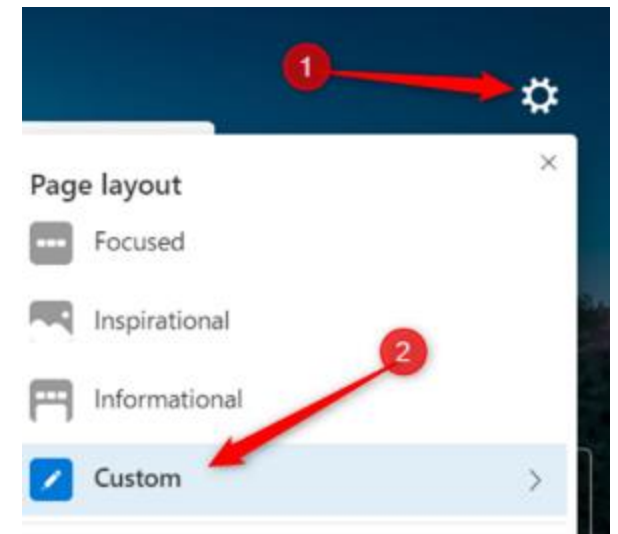 1
Page layout
Focused
Inspirational
2
Informational
Custom